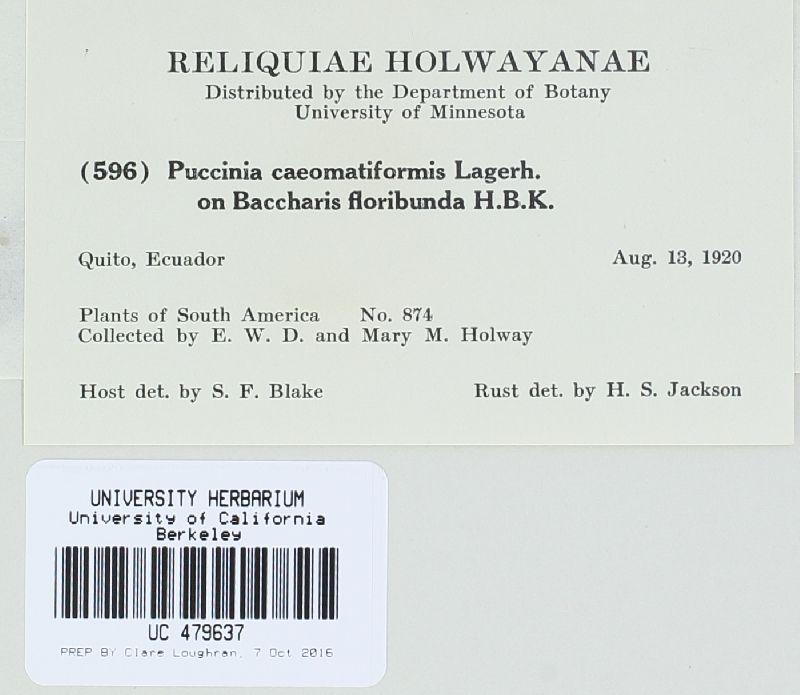 RELIQUIAE HOLWAYANAE
Distributed by the Department of Botany
University of Minnesota
(596) Puccinia caeomatiformis Lagerh.
on Baccharis floribunda H.B.K.
Quito, Ecuador Aug. 13, 1920
Plants of South America No. 874
Collected by E. W. D. and Mary M. Holway
Host det. by S. F. Blake Rust det. by H. S. Jackson
UNIVERSITY HERBARIUM
University of California
Berkeley
UC 479637
PREP BY Clare Loughran, 7 Oct 2016